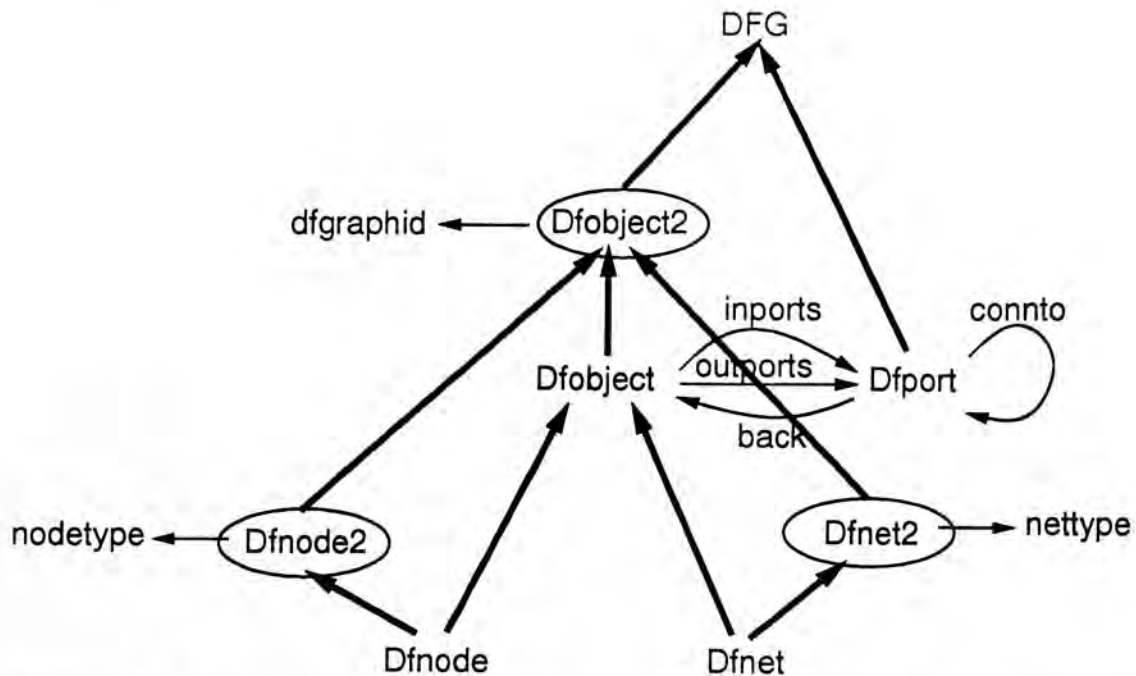 DFG
dfgraphid
Dfobject2
inports
connto
Dfobject
outports
Dfport
back
nodetype
Dfnode2
Dfnet2
nettype
Dfnode
Dfnet